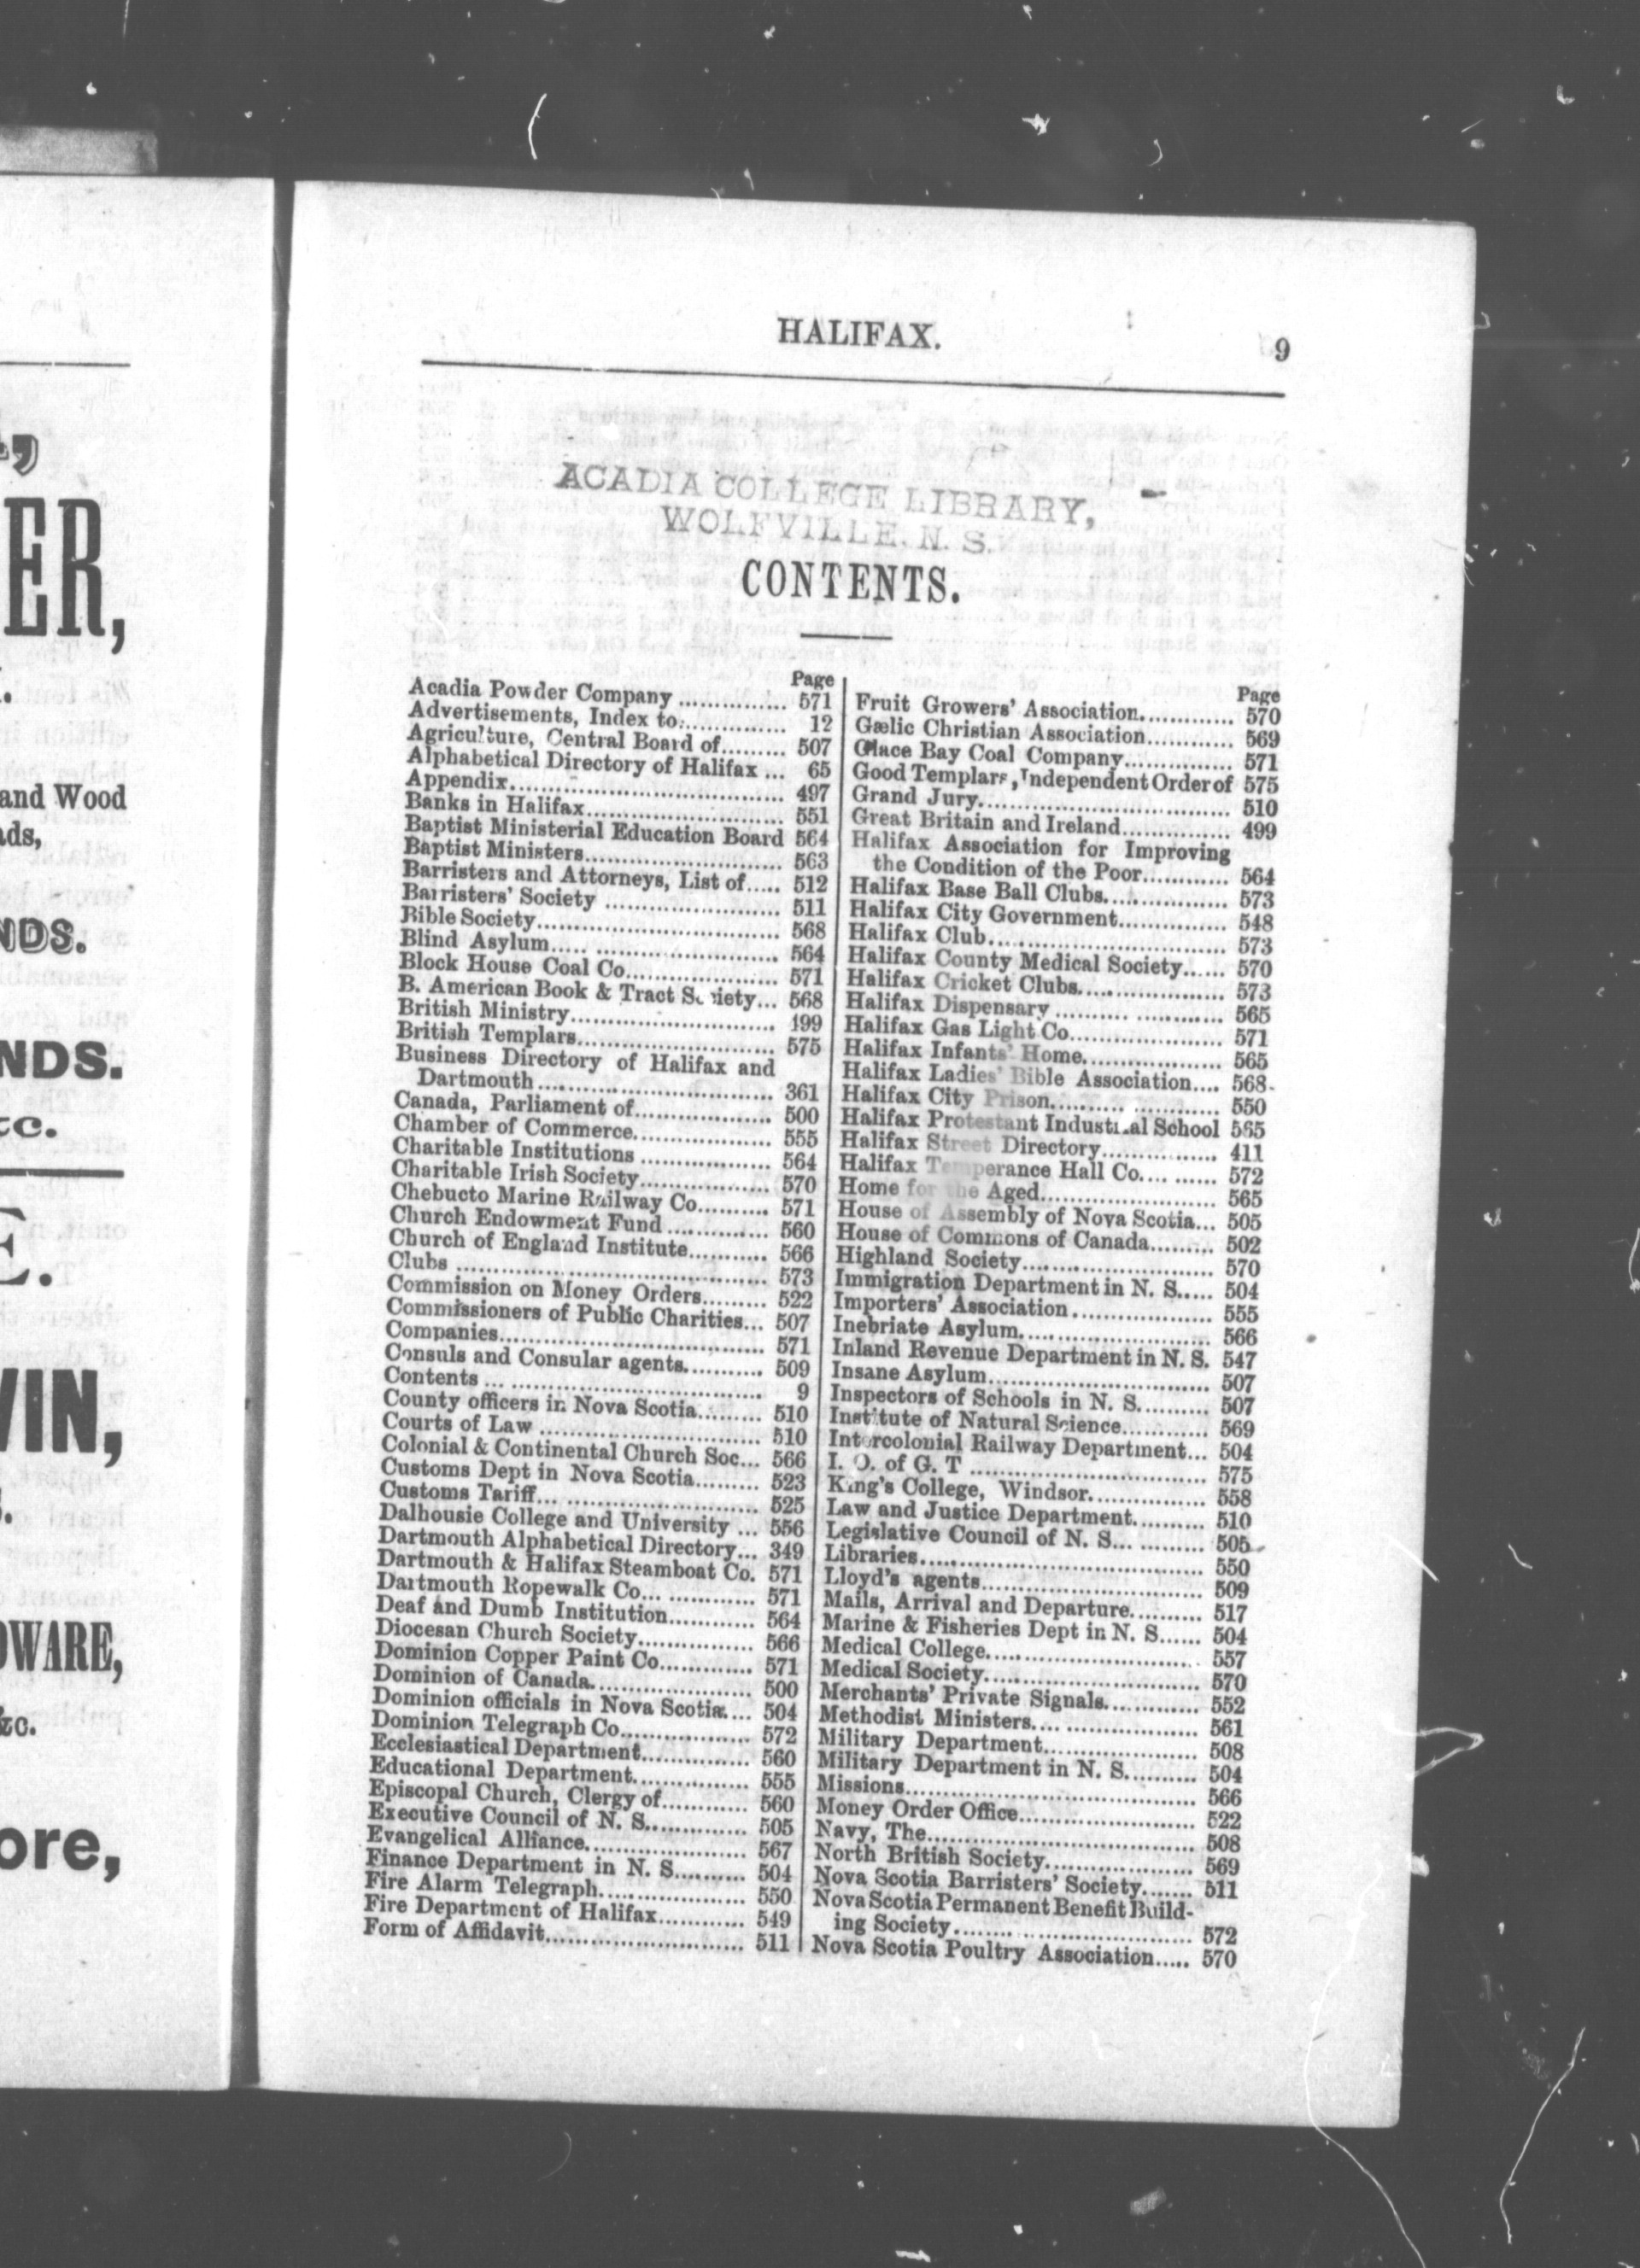 ,
ER,
.
and Wood
ads,
NDS.
NDS.
&c.
E.
VIN,
s.
DWARE,
&c.
ore,
HALIFAX.
9
ACADIA COLLEGE LIBRARY,
WOLFVILLE. N. S.
CONTENTS.
Page
Acadia Powder Company ............... 571
Advertisements, Index to............... 12
Agriculture, Central Board of......... 507
Alphabetical Directory of Halifax ... 65
Appendix...................................... 497
Banks in Halifax........................... 551
Baptist Ministerial Education Board 564
Baptist Ministers........................... 563
Barristers and Attorneys, List of..... 512
Barristers' Society ........................ 511
Bible Society................................. 568
Blind Asylum..... ........................ 564
Block House Coal Co..................... 571
B. American Book & Tract Society... 568
British Ministry............................ 499
British Templars........................... 575
Business Directory of Halifax and
Dartmouth ................................ 361
Canada, Parliament of.................. 500
Chamber of Commerce................... 555
Charitable Institutions .................. 564
Charitable Irish Society.................. 570
Chebucto Marine Railway Co.......... 571
Church Endowment Fund .............. 560
Church of England Institute........... 566
Clubs .......................................... 573
Commission on Money Orders......... 522
Commissioners of Public Charities... 507
Companies.................................... 571
Consuls and Consular agents.......... 509
Contents ... .................................. 9
County officers in Nova Scotia......... 510
Courts of Law .............................. 510
Colonial & Continental Church Soc... 566
Customs Dept in Nova Scotia......... 523
Customs Tariff... .......................... 525
Dalhousie College and University ... 556
Dartmouth Alphabetical Directory... 349
Dartmouth & Halifax Steamboat Co. 571
Dartmouth Ropewalk Co... ............ 571
Deaf and Dumb Institution............ 564
Diocesan Church Society................ 566
Dominion Copper Paint Co............. 571
Dominion of Canada...................... 500
Dominion officials in Nova Scotia.... 504
Dominion Telegraph Co.................. 572
Ecclesiastical Department............... 560
Educational Department................ 555
Episcopal Church, Clergy of............ 560
Executive Council of N. S.............. 505
Evangelical Alliance...................... 567
Finance Department in N. S.......... 504
Fire Alarm Telegraph.................... 550
Fire Department of Halifax............ 549
Form of Affidavit........................... 511
Page
Fruit Growers' Association............. 570
Gælic Christian Association............ 569
Glace Bay Coal Company............... 571
Good Templars, Independent Order of 575
Grand Jury................................... 510
Great Britain and Ireland............... 499
Halifax Association for Improving
the Condition of the Poor............ 564
Halifax Base Ball Clubs................. 573
Halifax City Government............... 548
Halifax Club................................. 573
Halifax County Medical Society...... 570
Halifax Cricket Clubs.................... 573
Halifax Dispensary .......... ............ 565
Halifax Gas Light Co..................... 571
Halifax Infants' Home.................. 565
Halifax Ladies' Bible Association.... 568
Halifax City Prison.......... ............ 550
Halifax Protestant Industrial School 565
Halifax Street Directory................ 411
Halifax Temperance Hall Co.... ...... 572
Home for the Aged........................ 565
House of Assembly of Nova Scotia... 505
House of Commons of Canada......... 502
Highland Society.......................... 570
Immigration Department in N. S..... 504
Importers' Association ................... 555
Inebriate Asylum.......................... 566
Inland Revenue Department in N. S. 547
Insane Asylum.............................. 507
Inspectors of Schools in N. S.......... 507
Institute of Natural Science............ 569
Intercolonial Railway Department... 504
I. O. of G. T ................................ 575
King's College, Windsor................ 558
Law and Justice Department.......... 510
Legislative Council of N. S... ......... 505
Libraries....................................... 550
Lloyd's agents.............................. 509
Mails, Arrival and Departure.......... 517
Marine & Fisheries Dept in N. S...... 504
Medical College............................. 557
Medical Society............................. 570
Merchants' Private Signals............. 552
Methodist Ministers.... .................. 561
Military Department..................... 508
Military Department in N. S.......... 504
Missions....................................... 566
Money Order Office........................ 522
Navy, The.................................... 508
North British Society.................... 569
Nova Scotia Barristers' Society....... 511
Nova Scotia Permanent Benefit Build-
ing Society................................ 572
Nova Scotia Poultry Association..... 570